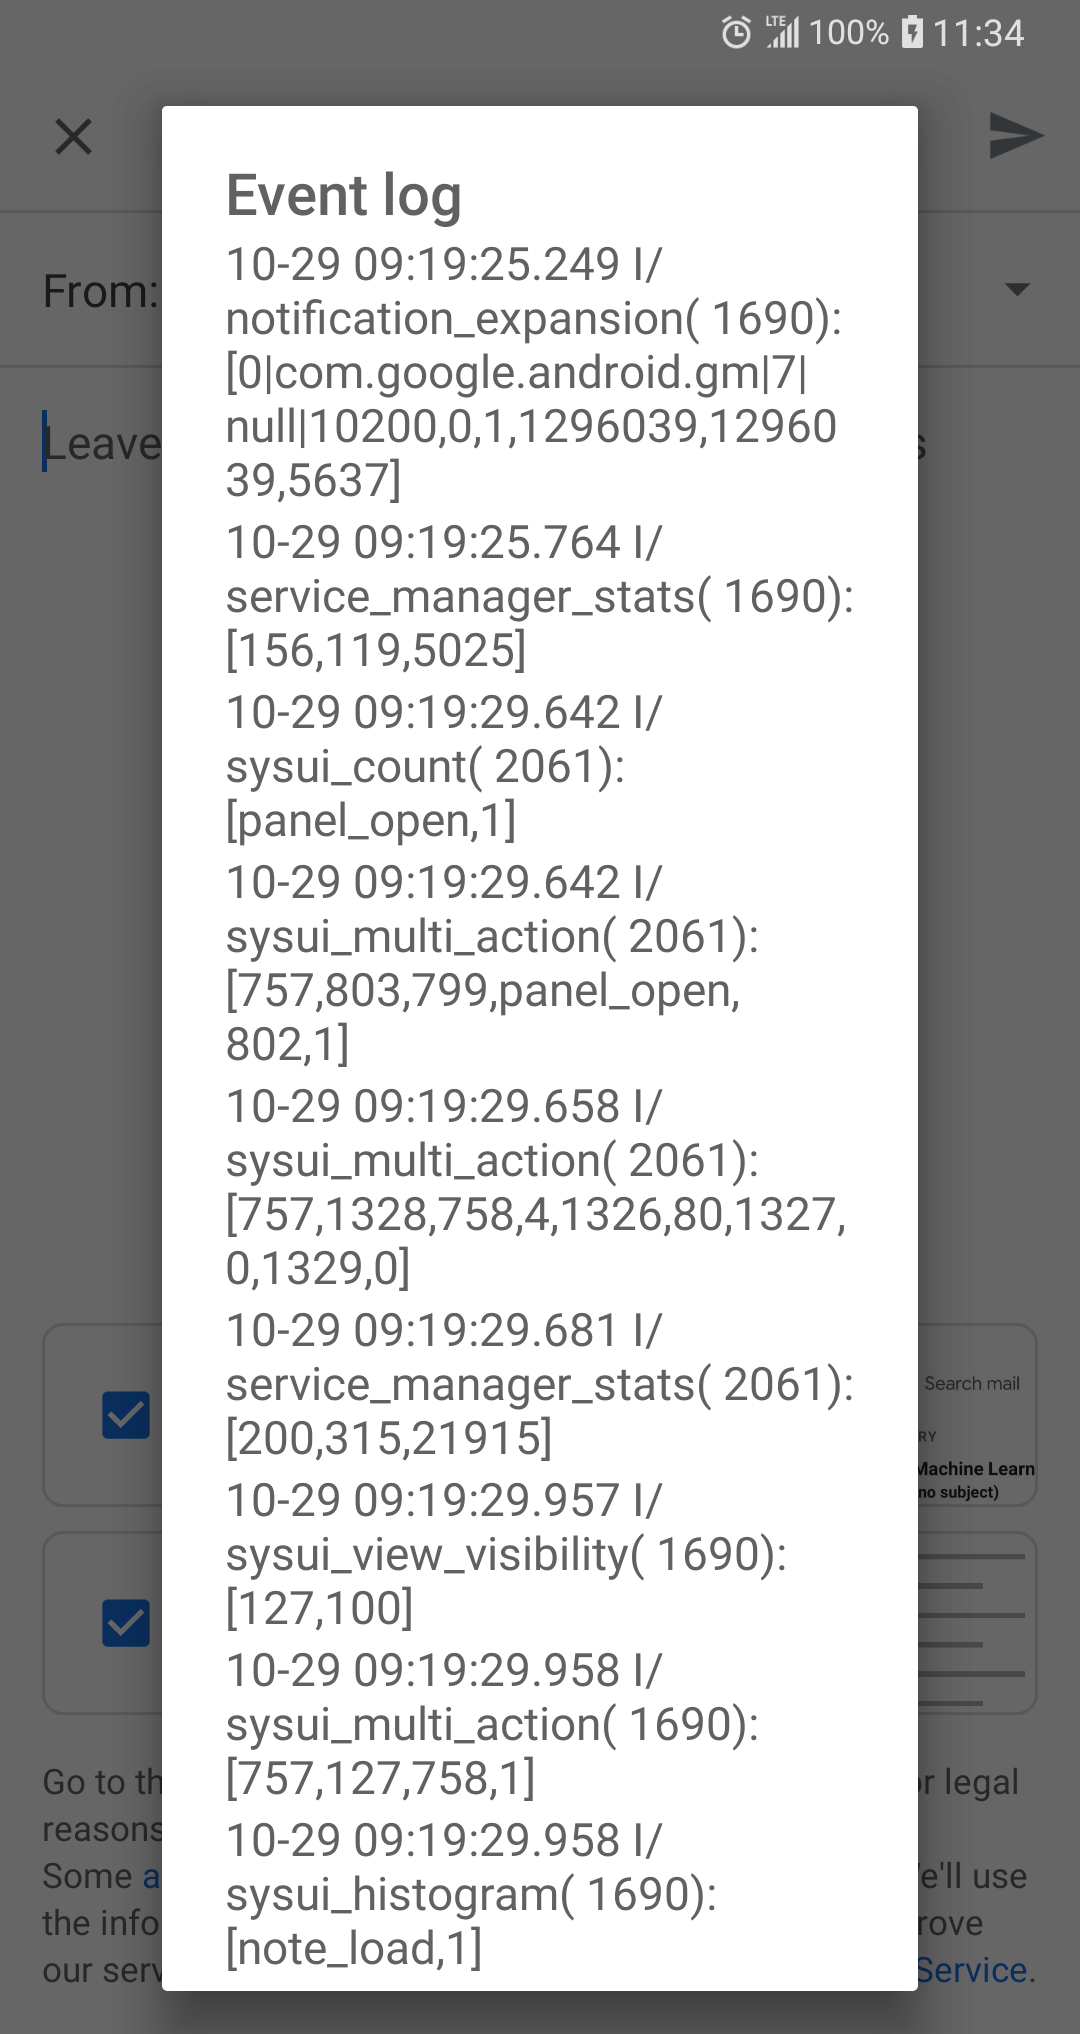 LTE 100% 11:34
From:
Leave
Event log
10-29 09:19:25.249 I/
notification_expansion( 1690):
[0|com.google.android.gm|7|
null|10200,0,1,1296039,12960
39,5637]
10-29 09:19:25.764 I/
service_manager_stats( 1690):
[156,119,5025]
10-29 09:19:29.642 I/
sysui_count( 2061):
[panel_open,1]
10-29 09:19:29.642 I/
sysui_multi_action( 2061):
[757,803,799,panel_open,
802,1]
10-29 09:19:29.658 I/
sysui_multi_action( 2061):
[757,1328,758,4,1326,80,1327,
0,1329,0]
10-29 09:19:29.681 I/
service_manager_stats( 2061):
[200,315,21915]
10-29 09:19:29.957 I/
sysui_view_visibility( 1690):
[127,100]
10-29 09:19:29.958 I/
sysui_multi_action( 1690):
[757,127,758,1]
10-29 09:19:29.958 I/
sysui_histogram( 1690):
[note_load,1]
Search mail
Machine Learn
no subject)
Go to or legal
reasons
Some We'll use
the info
our Service.